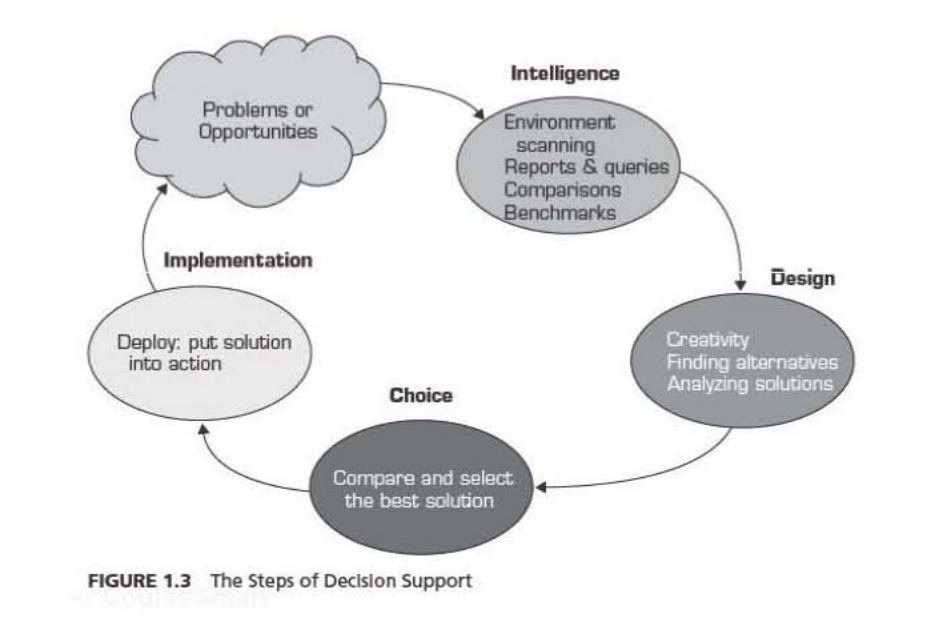 Problems or
Opportunities
Intelligence
Environment
scanning
Reports & queries
Comparisons
Benchmarks
Design
Creativity
Finding alternatives
Analyzing solutions
Choice
Compare and select
the best solution
Implementation
Deploy: put solution
into action
FIGURE 1.3 The Steps of Decision Support